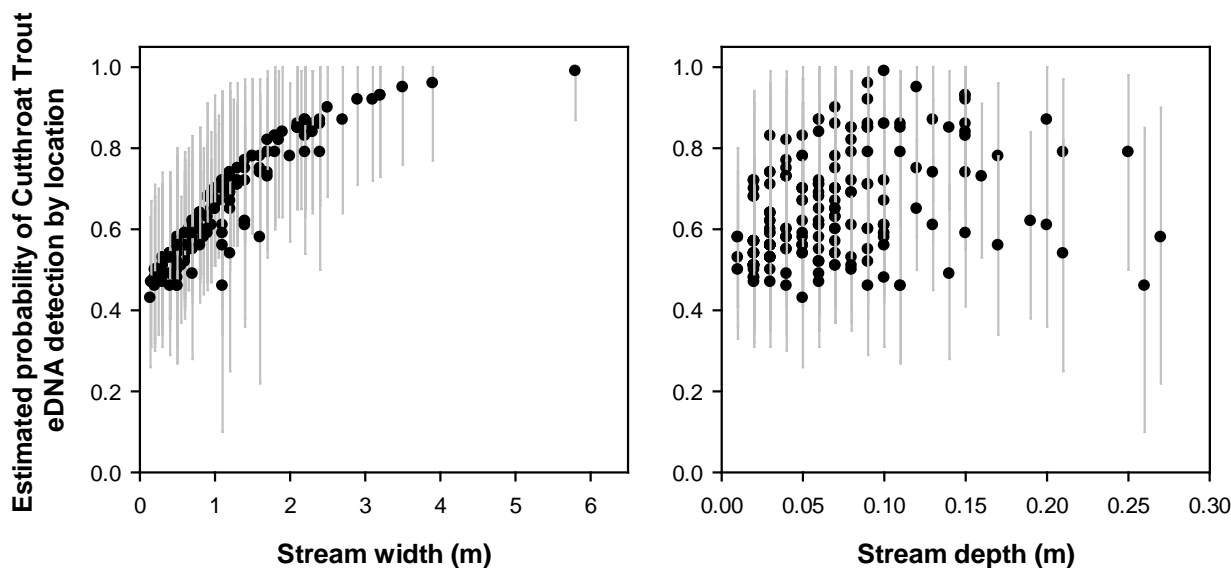 Estimated probability of Cutthroat Trout
eDNA detection by location
1.0
0.8
0.6
0.4
0.2
0.0
0 1 2 3 4 5 6
Stream width (m)
1.0
0.8
0.6
0.4
0.2
0.0
0.00 0.05 0.10 0.15 0.20 0.25 0.30
Stream depth (m)